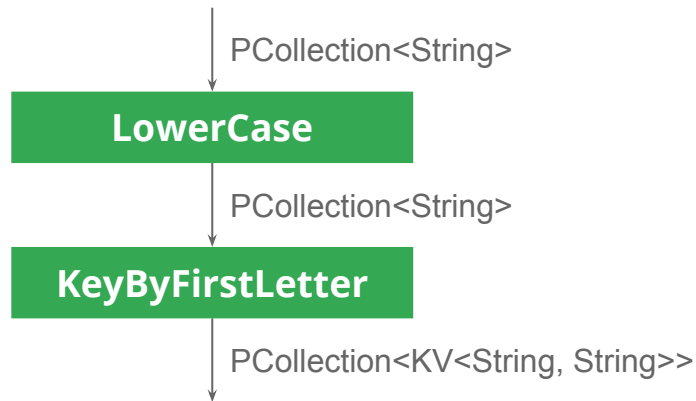 PCollection<String>
LowerCase
PCollection<String>
KeyByFirstLetter
PCollection<KV<String, String>>